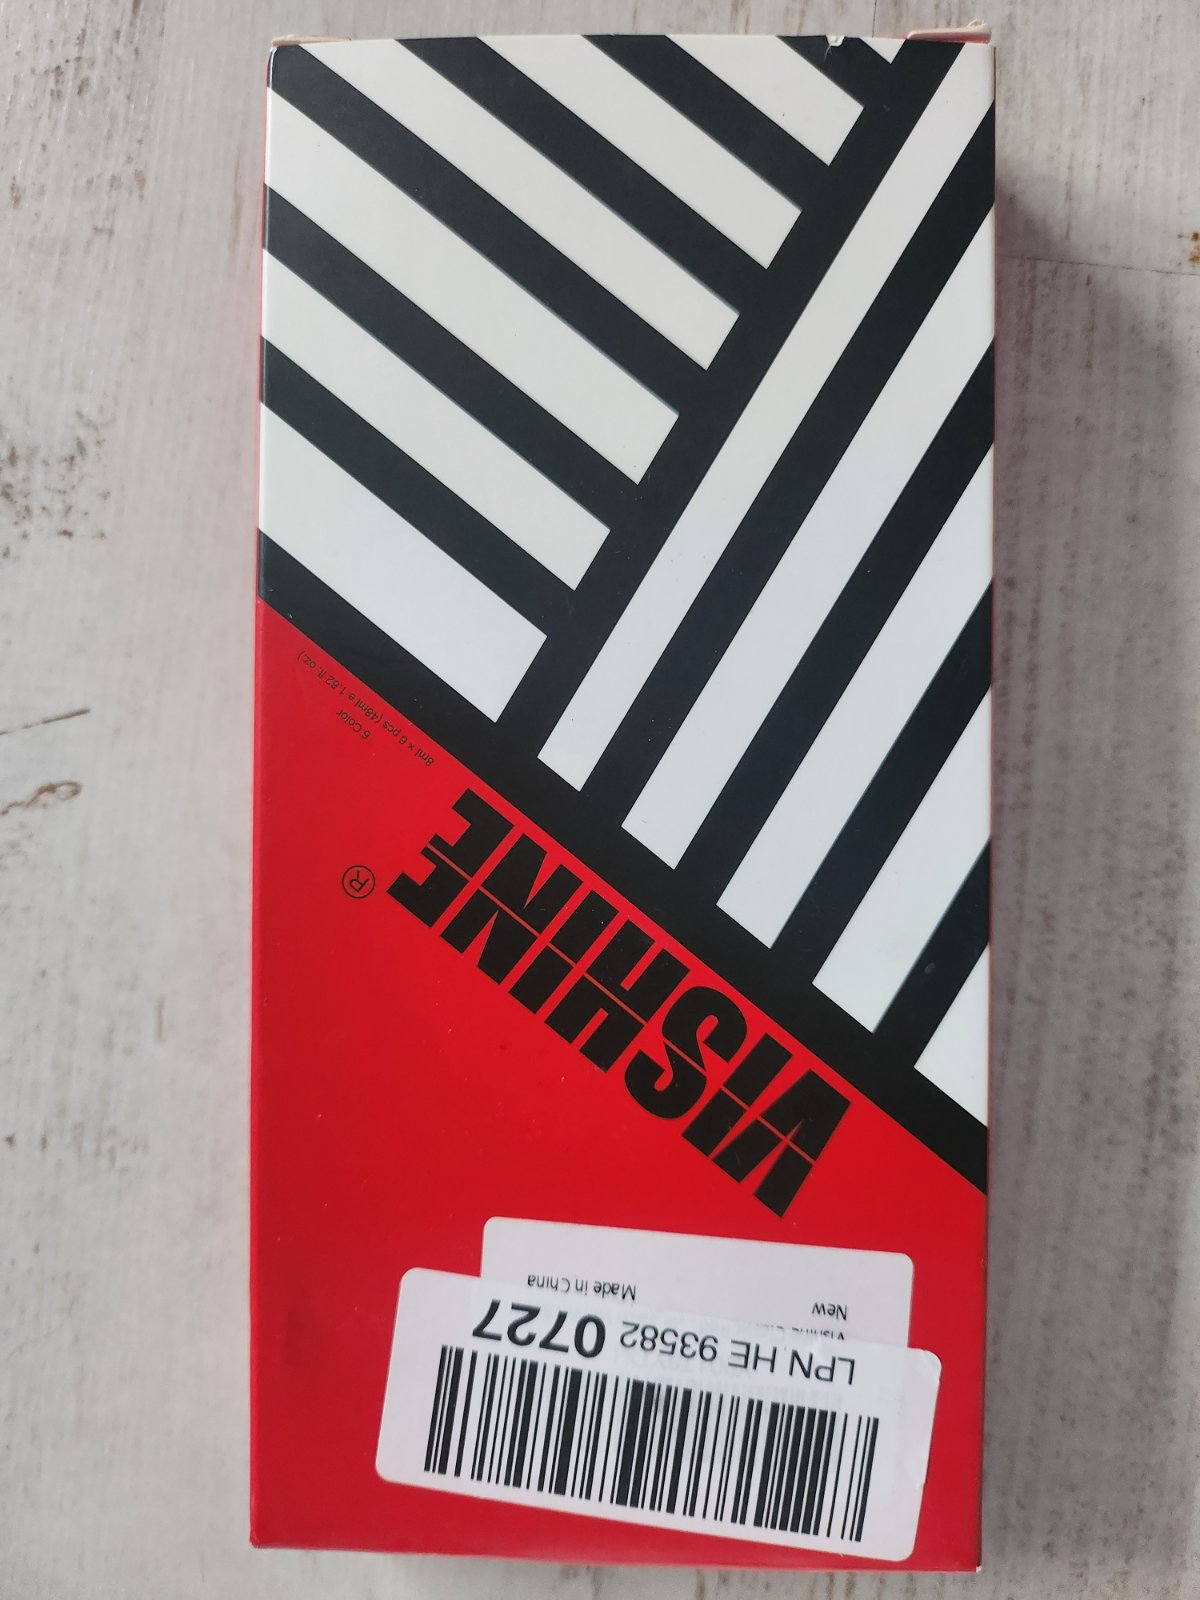 LPN HE 93582 0727
New
Made in China
VISHINE®
6 Color
8ml × 6 pcs (48ml e 1.62 fl. oz.)